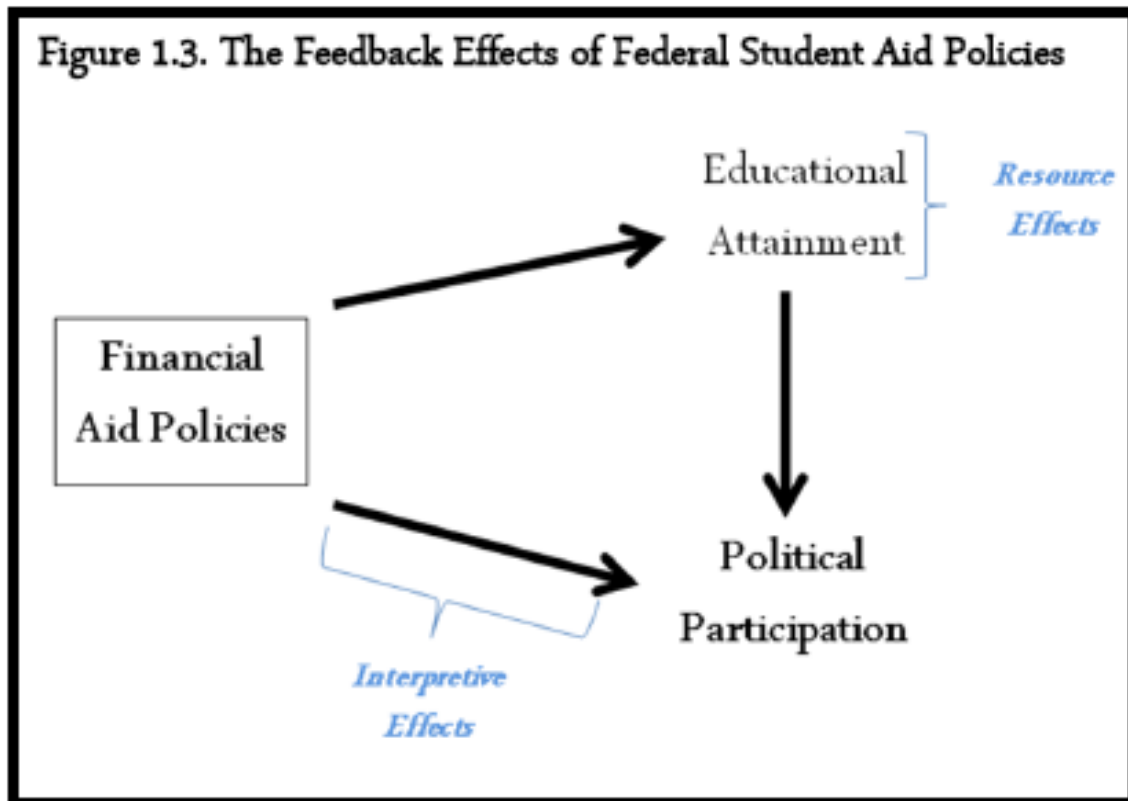 Figure 1.3. The Feedback Effects of Federal Student Aid Policies
Educational
Attainment
Resource
Effects
Financial
Aid Policies
Political
Participation
Interpretive
Effects